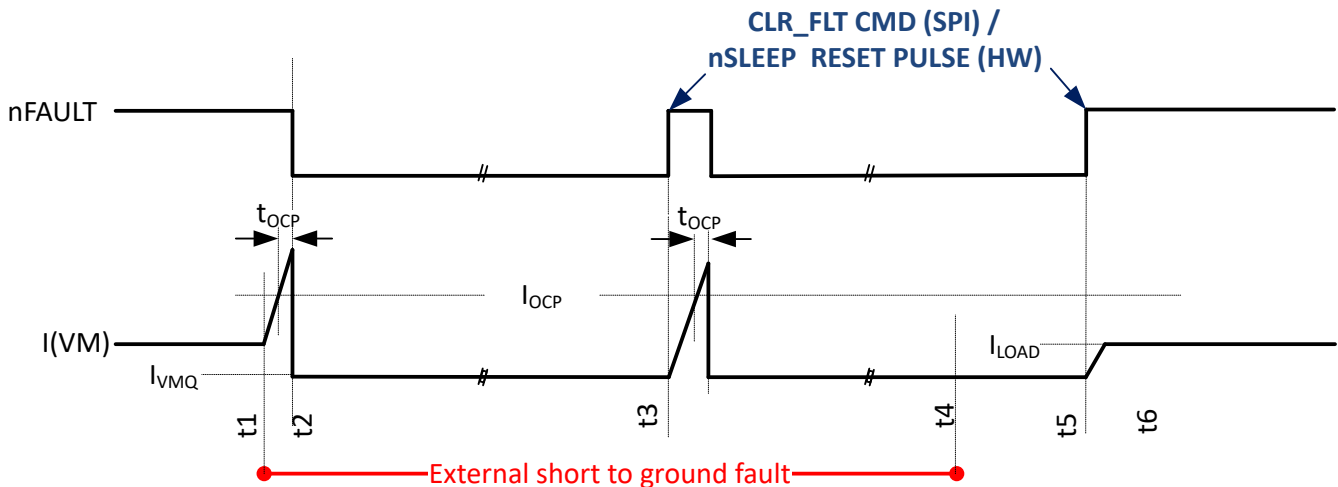 CLR_FLT CMD (SPI) /
nSLEEP RESET PULSE (HW)
nFAULT
tOCP
tOCP
IOCP
I(VM)
ILOAD
IVMQ
t1
t2
t3
t4
t5
t6
External short to ground fault